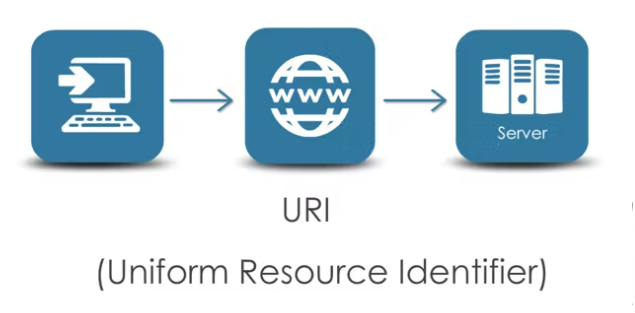 www
Server
URI
(Uniform Resource Identifier)